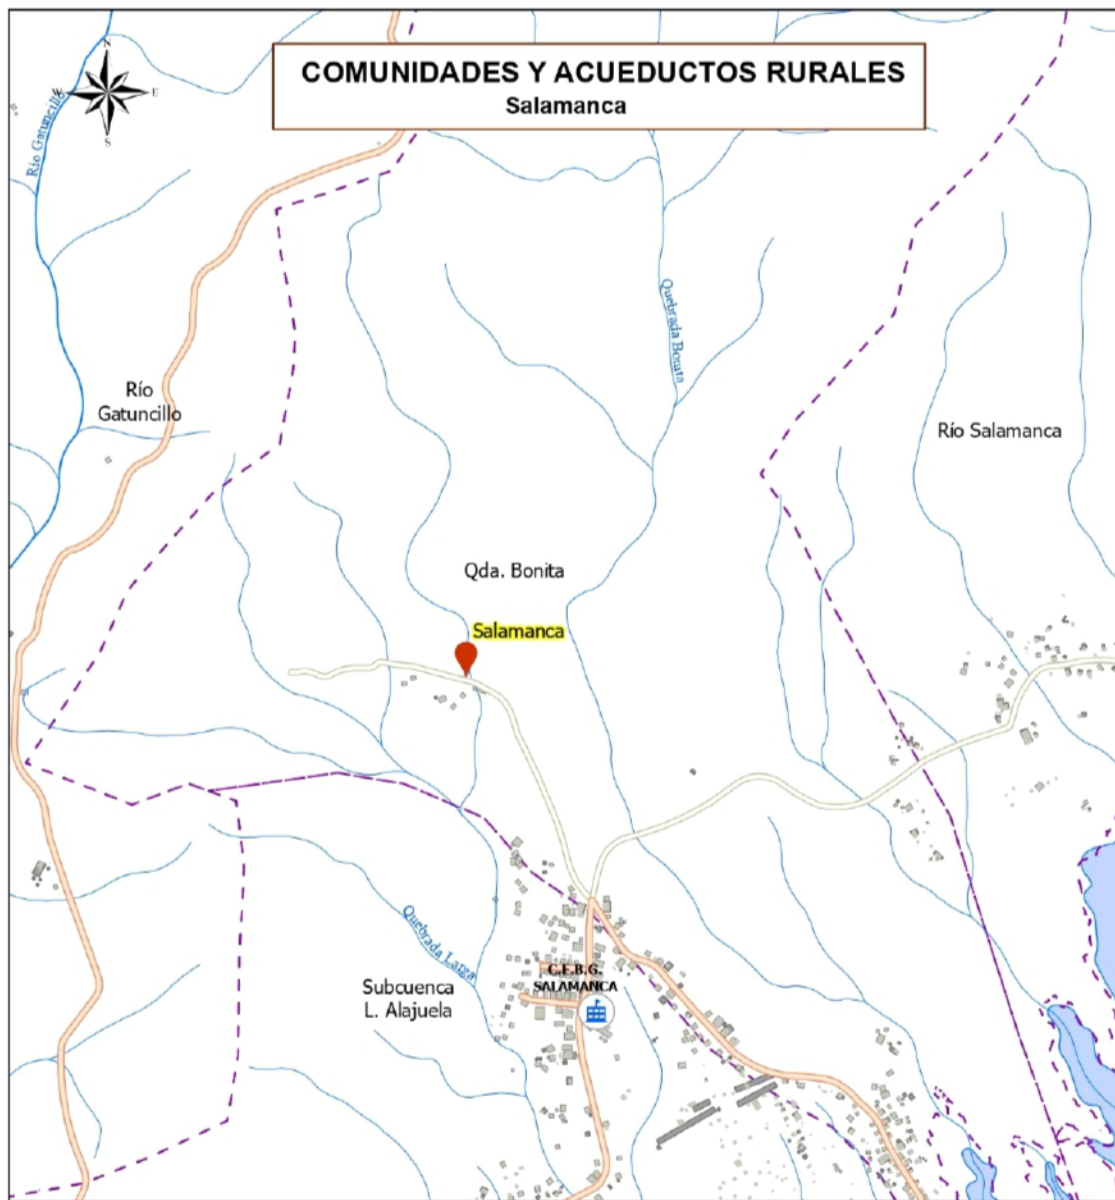 COMUNIDADES Y ACUEDUCTOS RURALES
Salamanca
N
W
E
S
Río Gatuncillo
Quebrada Bonita
Río
Gatuncillo
Río Salamanca
Qda. Bonita
Salamanca
Quebrada Larga
C.E.B.G.
SALAMANCA
Subcuenca
L. Alajuela